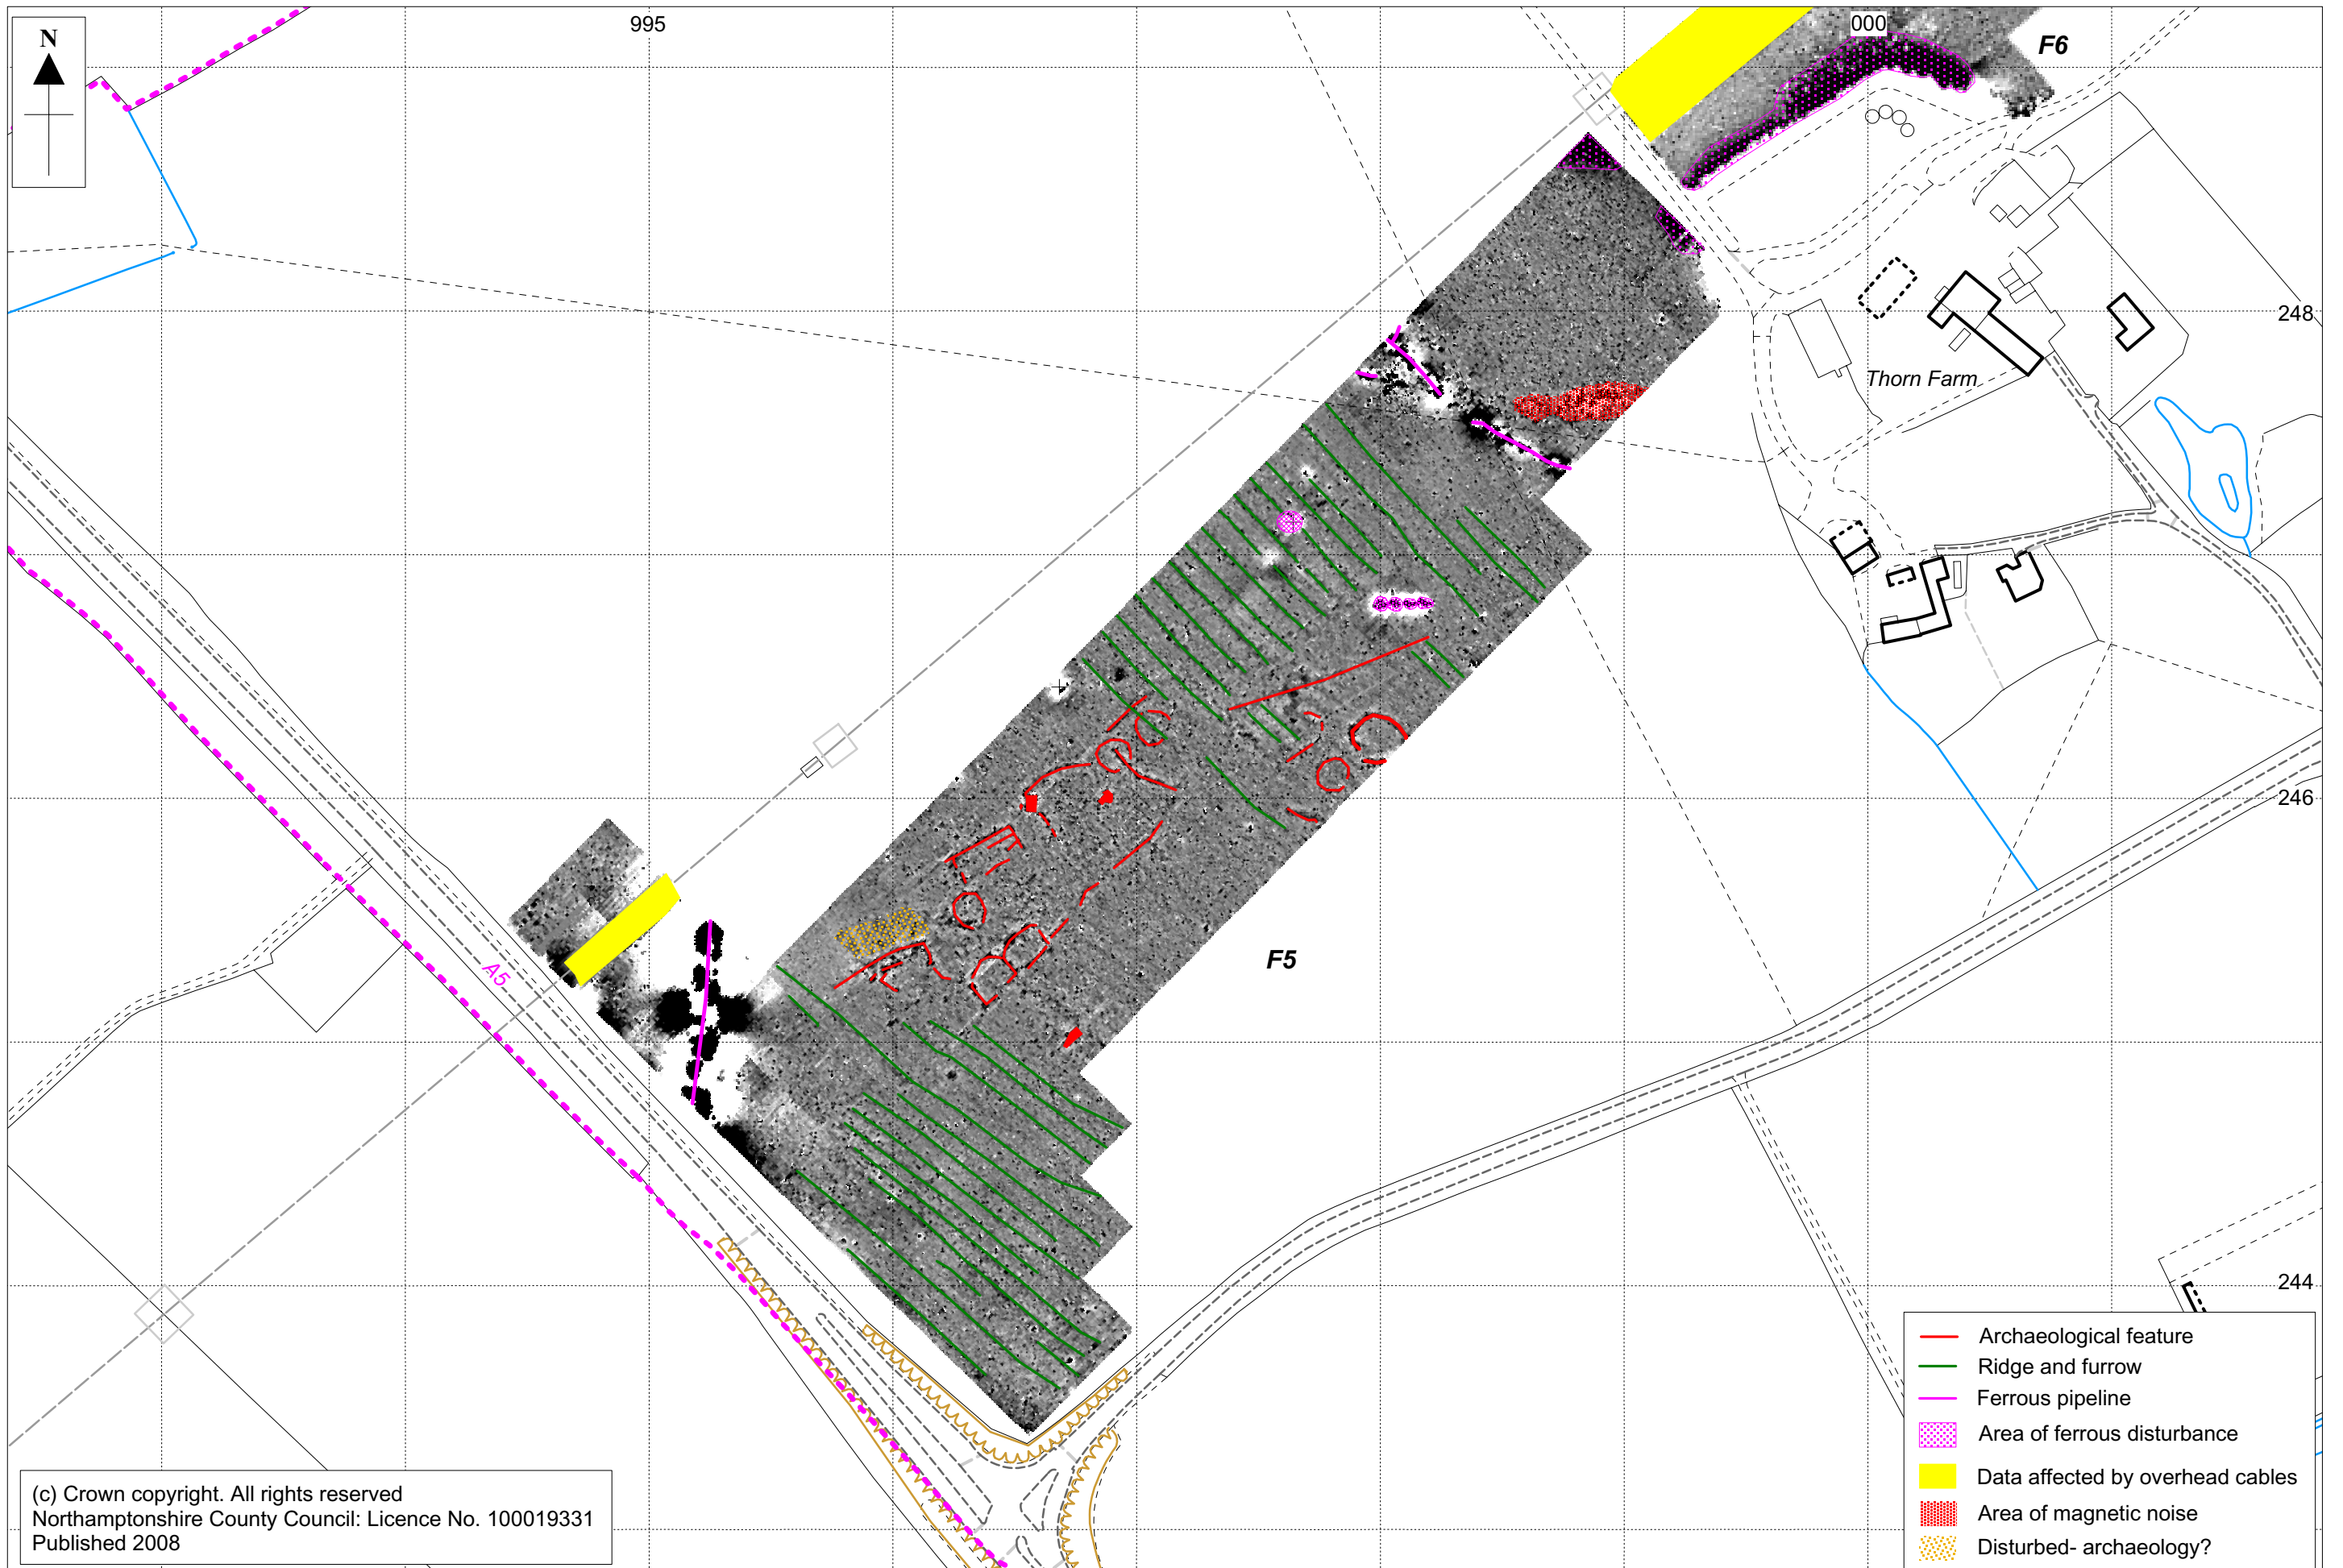 N
995
000
F6
248
Thorn Farm
246
A5
F5
244
Archaeological feature
Ridge and furrow
Ferrous pipeline
Area of ferrous disturbance
Data affected by overhead cables
Area of magnetic noise
Disturbed- archaeology?
(c) Crown copyright. All rights reserved
Northamptonshire County Council: Licence No. 100019331
Published 2008